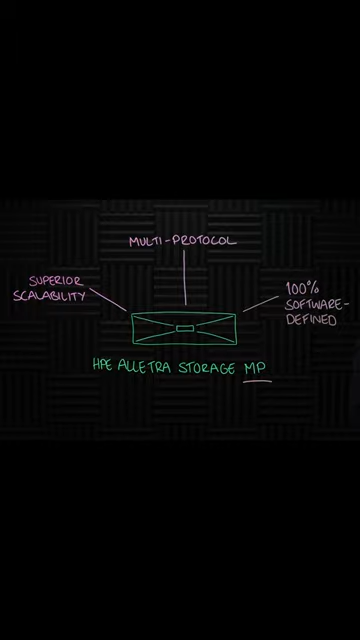 MULTI-PROTOCOL
SUPERIOR
SCALABILITY
100%
SOFTWARE-
DEFINED
HPE ALLETRA STORAGE MP